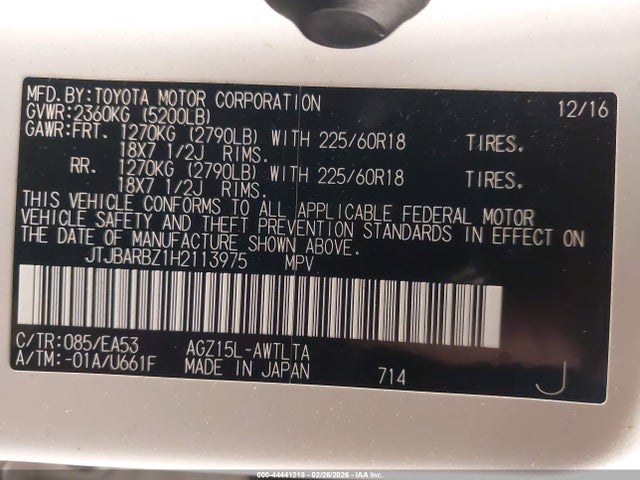 MFD.BY:TOYOTA MOTOR CORPORATION 12/16
GVWR:2360KG (5200LB)
GAWR:FRT. 1270KG (2790LB) WITH 225/60R18 TIRES.
18X7 1/2J RIMS.
RR. 1270KG (2790LB) WITH 225/60R18 TIRES.
18X7 1/2J RIMS.
THIS VEHICLE CONFORMS TO ALL APPLICABLE FEDERAL MOTOR
VEHICLE SAFETY AND THEFT PREVENTION STANDARDS IN EFFECT ON
THE DATE OF MANUFACTURE SHOWN ABOVE.
JTJBARBZ1H2113975 MPV
C/TR:085/EA53 AGZ15L-AWTLTA
A/TM:-01A/U661F MADE IN JAPAN 714 J
000-44441218 - 02/26/2026 - IAA Inc.